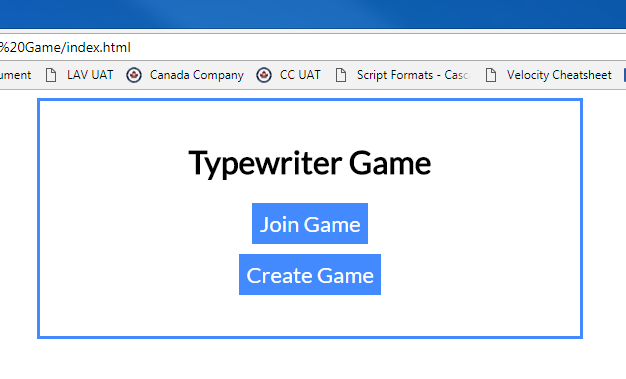 %20Game/index.html
ument LAV UAT Canada Company CC UAT Script Formats - Casc Velocity Cheatsheet
Typewriter Game
Join Game
Create Game